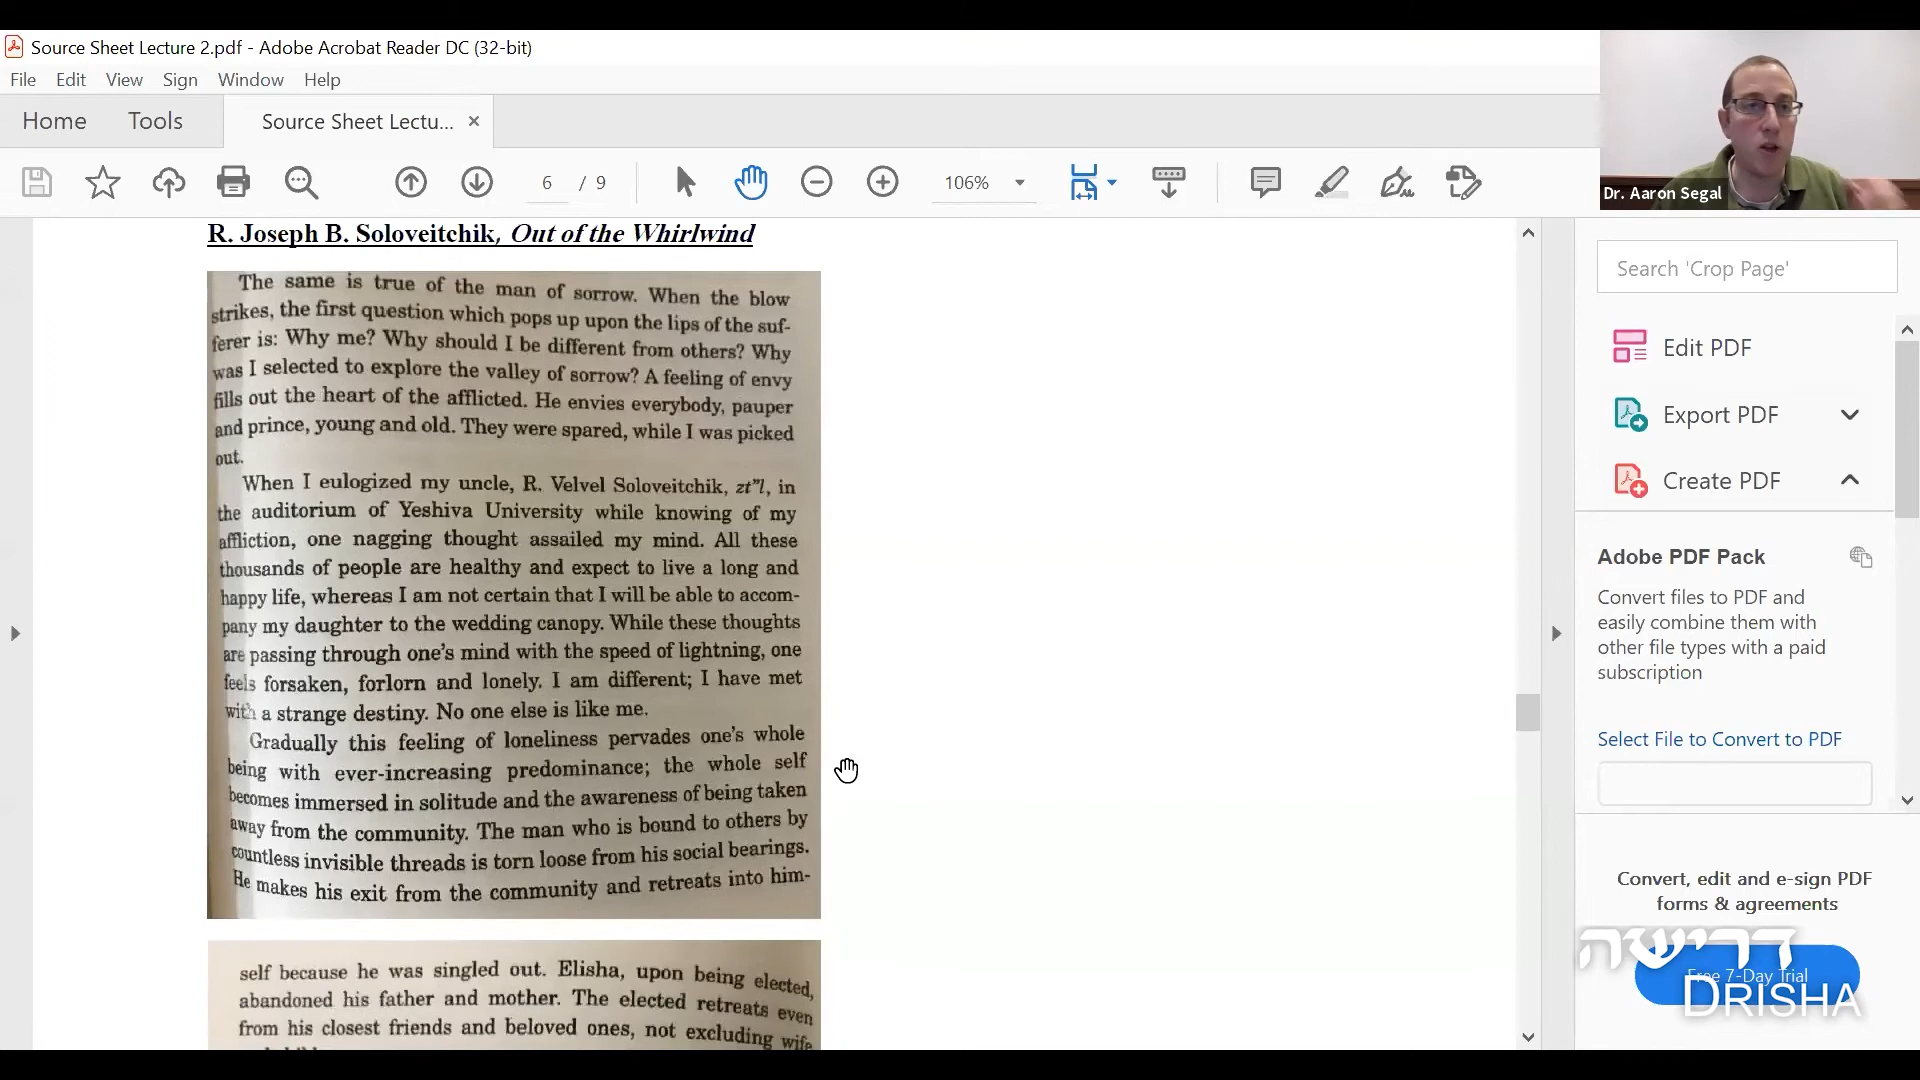 Source Sheet Lecture 2.pdf - Adobe Acrobat Reader DC (32-bit)
File Edit View Sign Window Help
Home Tools Source Sheet Lectu... ×
6 / 9 106%
Dr. Aaron Segal
R. Joseph B. Soloveitchik, Out of the Whirlwind
The same is true of the man of sorrow. When the blow
strikes, the first question which pops up upon the lips of the suf-
ferer is: Why me? Why should I be different from others? Why
was I selected to explore the valley of sorrow? A feeling of envy
fills out the heart of the afflicted. He envies everybody, pauper
and prince, young and old. They were spared, while I was picked
out.
When I eulogized my uncle, R. Velvel Soloveitchik, zt"l, in
the auditorium of Yeshiva University while knowing of my
affliction, one nagging thought assailed my mind. All these
thousands of people are healthy and expect to live a long and
happy life, whereas I am not certain that I will be able to accom-
pany my daughter to the wedding canopy. While these thoughts
are passing through one's mind with the speed of lightning, one
feels forsaken, forlorn and lonely. I am different; I have met
with a strange destiny. No one else is like me.
Gradually this feeling of loneliness pervades one's whole
being with ever-increasing predominance; the whole self
becomes immersed in solitude and the awareness of being taken
away from the community. The man who is bound to others by
countless invisible threads is torn loose from his social bearings.
He makes his exit from the community and retreats into him-
self because he was singled out. Elisha, upon being elected,
abandoned his father and mother. The elected retreats even
from his closest friends and beloved ones, not excluding wife
Search 'Crop Page'
Edit PDF
Export PDF
Create PDF
Adobe PDF Pack
Convert files to PDF and
easily combine them with
other file types with a paid
subscription
Select File to Convert to PDF
Convert, edit and e-sign PDF
forms & agreements
Free 7-Day Trial
דרישה
DRISHA